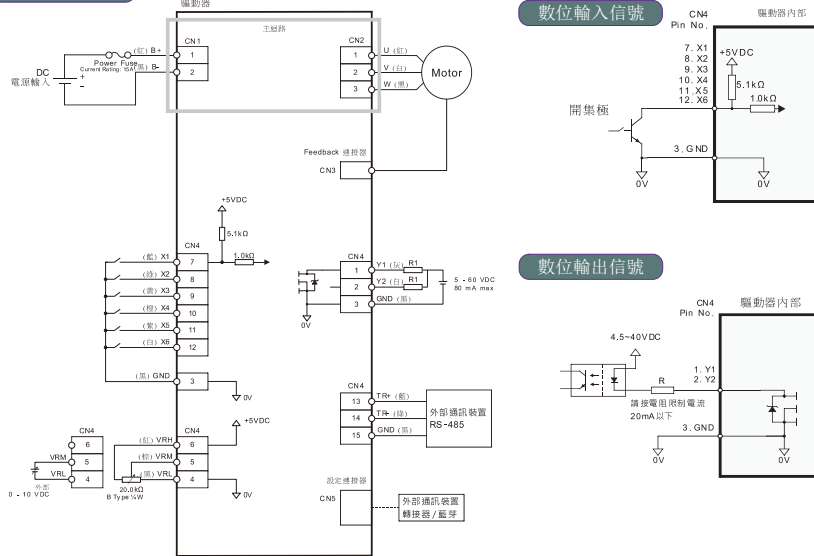 驅動器
主迴路
CN1
1
2
(紅) B+
Power Fuse
Current Rating: 15A
(黑) B-
DC
電源輸入
+
-
CN2
1
2
3
U (紅)
V (白)
W (黑)
Motor
Feedback 連接器
CN3
+5VDC
5.1kΩ
1.0kΩ
CN4
(藍) X1 7
(綠) X2 8
(黃) X3 9
(橙) X4 10
(紫) X5 11
(白) X6 12
(黑) GND 3
0V
CN4
1 Y1 (灰) R1
2 Y2 (白) R1
3 GND (黑)
5 - 60 VDC
80 mA max
0V
CN4
13 TR+ (藍)
14 TR- (綠)
15 GND (黑)
外部通訊裝置
RS-485
CN4
6
VRM 5
VRL 4
外部
0 - 10 VDC
CN4
(紅) VRH 6
(棕) VRM 5
(黑) VRL 4
20.0kΩ
B Type ¼W
+5VDC
0V
設定連接器
CN5
外部通訊裝置
轉接器/藍芽
數位輸入信號
CN4
Pin No.
驅動器內部
7. X1
8. X2
9. X3
10. X4
11. X5
12. X6
+5VDC
5.1kΩ
1.0kΩ
開集極
3. GND
0V
0V
數位輸出信號
CN4
Pin No.
驅動器內部
4.5~40VDC
1. Y1
2. Y2
R
請接電阻限制電流
20mA以下
3. GND
0V
0V